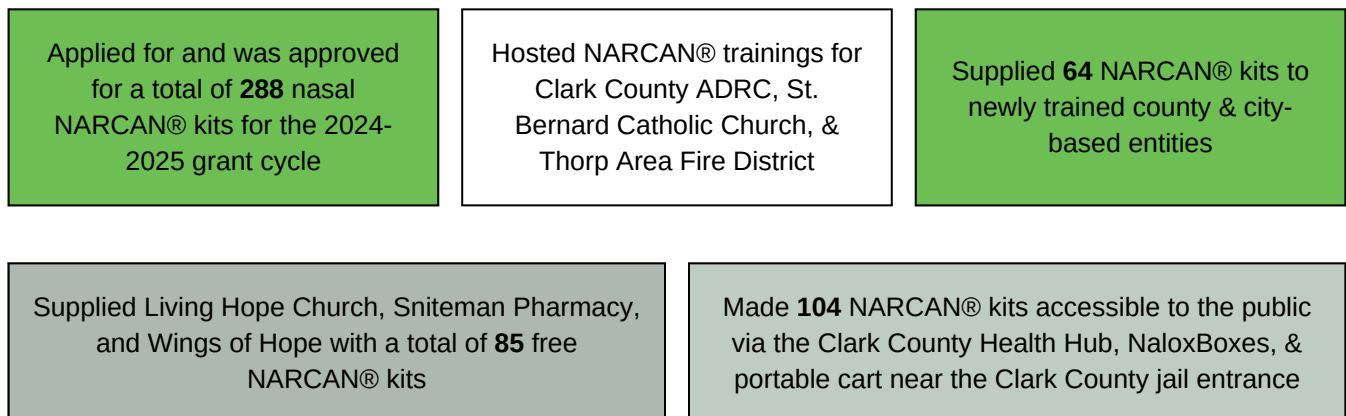 Applied for and was approved
for a total of 288 nasal
NARCAN® kits for the 2024-
2025 grant cycle
Hosted NARCAN® trainings for
Clark County ADRC, St.
Bernard Catholic Church, &
Thorp Area Fire District
Supplied 64 NARCAN® kits to
newly trained county & city-
based entities
Supplied Living Hope Church, Sniteman Pharmacy,
and Wings of Hope with a total of 85 free
NARCAN® kits
Made 104 NARCAN® kits accessible to the public
via the Clark County Health Hub, NaloxBoxes, &
portable cart near the Clark County jail entrance